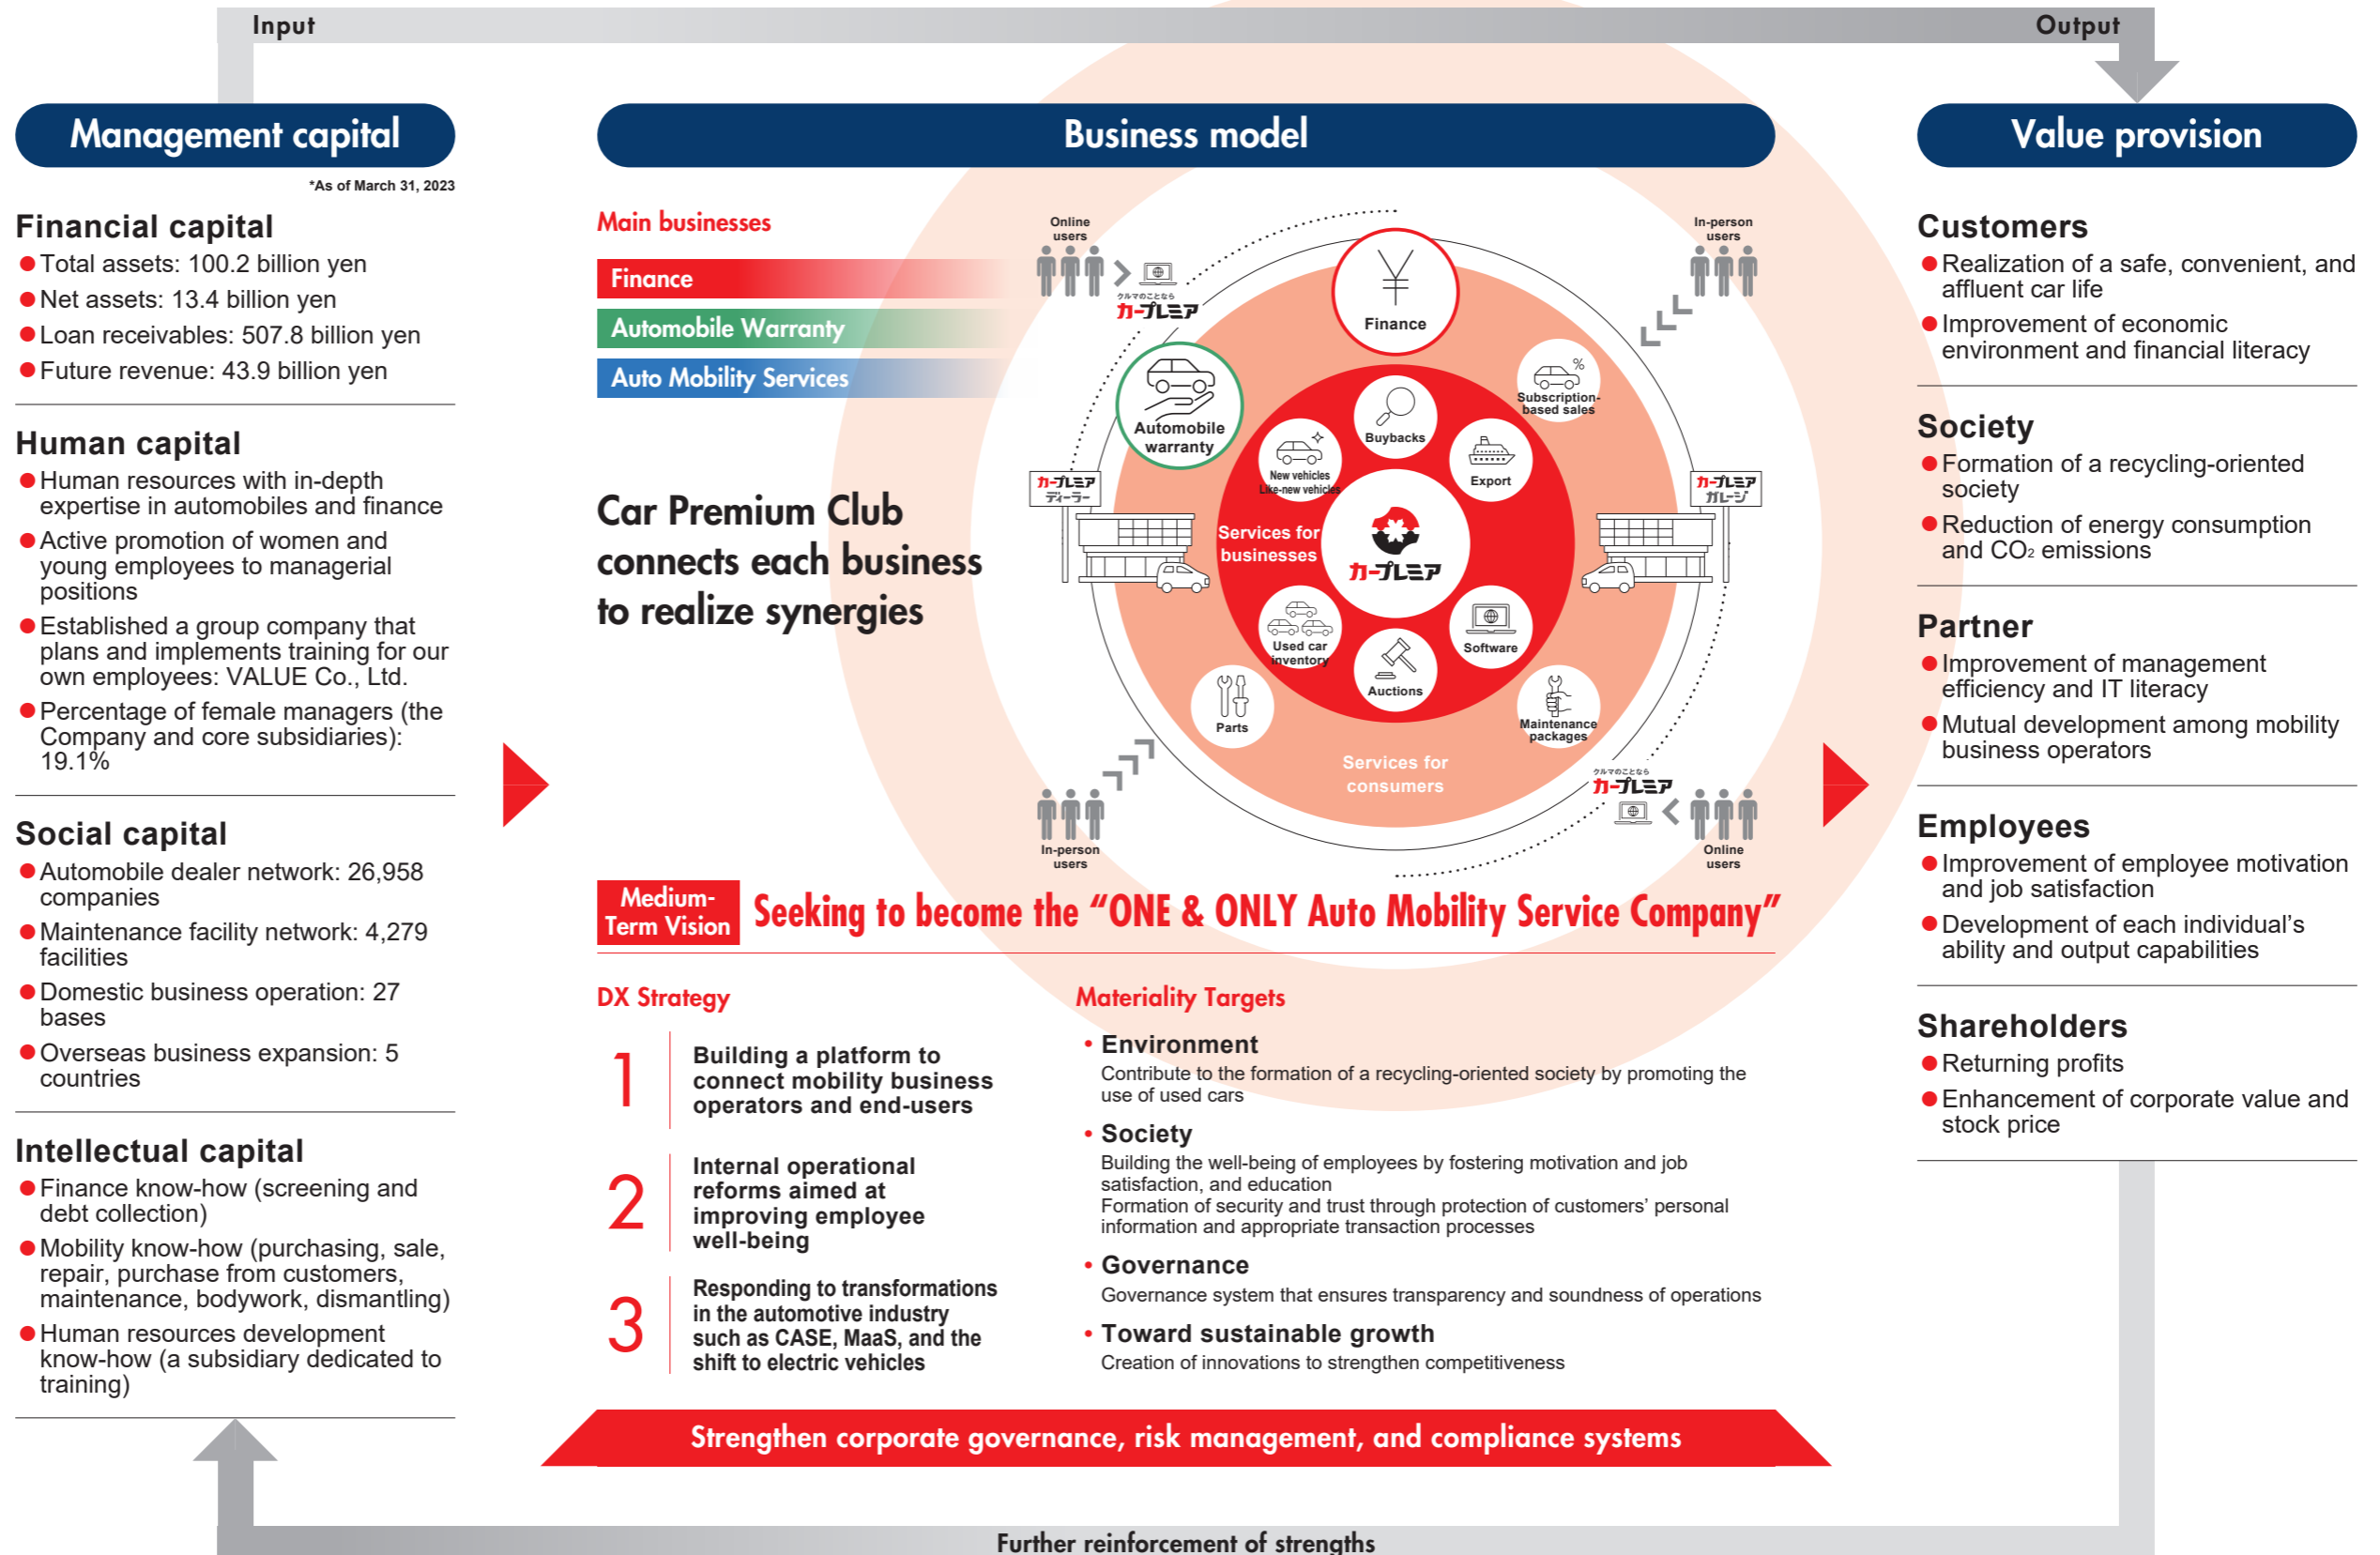 Input
Output
Management capital
*As of March 31, 2023
Financial capital
● Total assets: 100.2 billion yen
● Net assets: 13.4 billion yen
● Loan receivables: 507.8 billion yen
● Future revenue: 43.9 billion yen
Human capital
● Human resources with in-depth
expertise in automobiles and finance
● Active promotion of women and
young employees to managerial
positions
● Established a group company that
plans and implements training for our
own employees: VALUE Co., Ltd.
● Percentage of female managers (the
Company and core subsidiaries):
19.1%
Social capital
● Automobile dealer network: 26,958
companies
● Maintenance facility network: 4,279
facilities
● Domestic business operation: 27
bases
● Overseas business expansion: 5
countries
Intellectual capital
● Finance know-how (screening and
debt collection)
● Mobility know-how (purchasing, sale,
repair, purchase from customers,
maintenance, bodywork, dismantling)
● Human resources development
know-how (a subsidiary dedicated to
training)
Business model
Main businesses
Finance
Automobile Warranty
Auto Mobility Services
Car Premium Club
connects each business
to realize synergies
Online
users
クルマのことなら
カープレミア
In-person
users
¥
Finance
Automobile
warranty
%
Subscription-
based sales
Buybacks
New vehicles
Like-new vehicles
Export
カープレミア
ディーラー
カープレミア
ガレージ
Services for
businesses
カープレミア
Used car
inventory
Software
Auctions
Parts
Maintenance
packages
Services for
consumers
In-person
users
クルマのことなら
カープレミア
Online
users
Medium-
Term Vision
Seeking to become the “ONE & ONLY Auto Mobility Service Company”
DX Strategy
1
Building a platform to
connect mobility business
operators and end-users
2
Internal operational
reforms aimed at
improving employee
well-being
3
Responding to transformations
in the automotive industry
such as CASE, MaaS, and the
shift to electric vehicles
Materiality Targets
• Environment
Contribute to the formation of a recycling-oriented society by promoting the
use of used cars
• Society
Building the well-being of employees by fostering motivation and job
satisfaction, and education
Formation of security and trust through protection of customers’ personal
information and appropriate transaction processes
• Governance
Governance system that ensures transparency and soundness of operations
• Toward sustainable growth
Creation of innovations to strengthen competitiveness
Strengthen corporate governance, risk management, and compliance systems
Value provision
Customers
● Realization of a safe, convenient, and
affluent car life
● Improvement of economic
environment and financial literacy
Society
● Formation of a recycling-oriented
society
● Reduction of energy consumption
and CO₂ emissions
Partner
● Improvement of management
efficiency and IT literacy
● Mutual development among mobility
business operators
Employees
● Improvement of employee motivation
and job satisfaction
● Development of each individual’s
ability and output capabilities
Shareholders
● Returning profits
● Enhancement of corporate value and
stock price
Further reinforcement of strengths